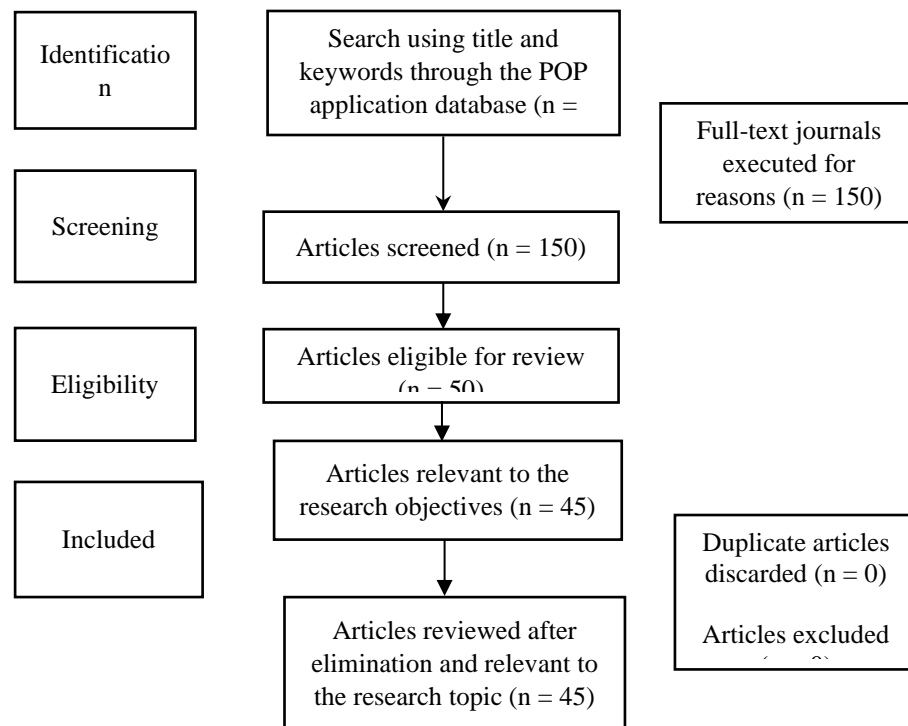 Identificatio
n
Search using title and
keywords through the POP
application database (n =
Full-text journals
executed for
reasons (n = 150)
Screening
Articles screened (n = 150)
Eligibility
Articles eligible for review
(n = 50)
Articles relevant to the
research objectives (n = 45)
Included
Duplicate articles
discarded (n = 0)
Articles excluded
Articles reviewed after
elimination and relevant to
the research topic (n = 45)